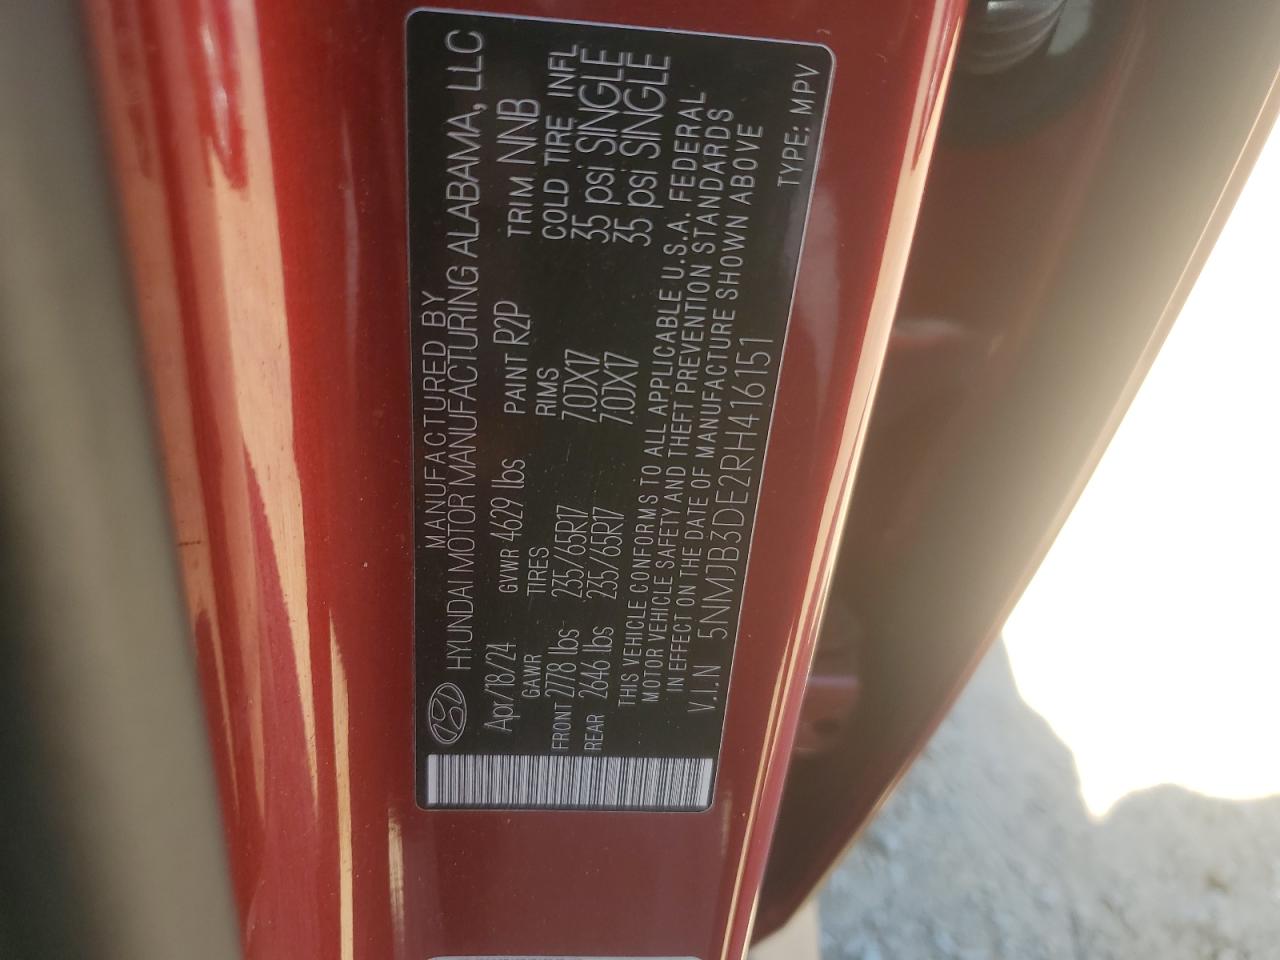 MANUFACTURED BY
HYUNDAI MOTOR MANUFACTURING ALABAMA, LLC
Apr/18/24 GVWR 4629 lbs PAINT R2P TRIM NNB
GAWR TIRES RIMS COLD TIRE INFL
FRONT 2778 lbs 235/65R17 7.0JX17 35 psi SINGLE
REAR 2646 lbs 235/65R17 7.0JX17 35 psi SINGLE
THIS VEHICLE CONFORMS TO ALL APPLICABLE U.S.A. FEDERAL
MOTOR VEHICLE SAFETY AND THEFT PREVENTION STANDARDS
IN EFFECT ON THE DATE OF MANUFACTURE SHOWN ABOVE
V.I.N 5NMJB3DE2RH416151
TYPE: MPV